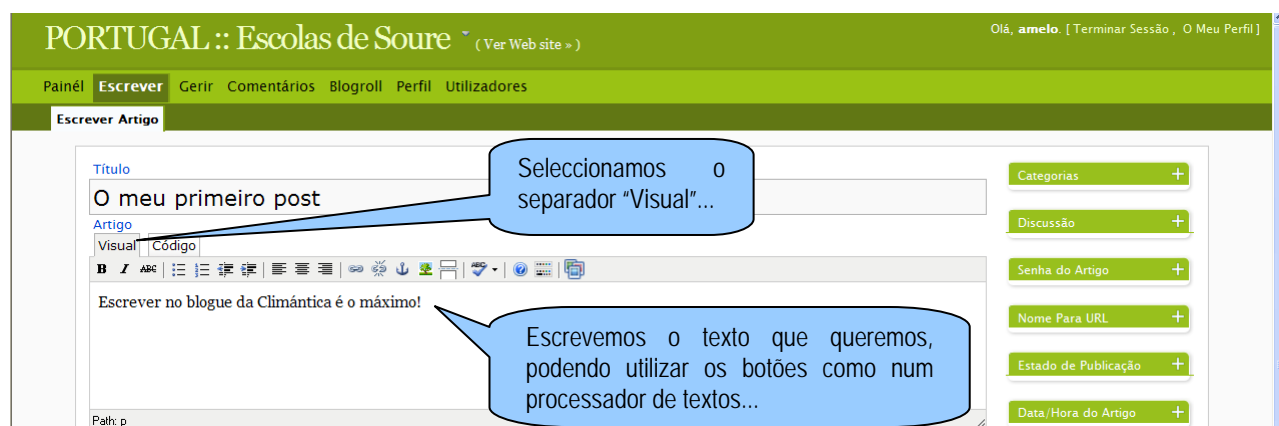 PORTUGAL :: Escolas de Soure ( Ver Web site » )
Olá, amelo. [ Terminar Sessão , O Meu Perfil ]
Painél Escrever Gerir Comentários Blogroll Perfil Utilizadores
Escrever Artigo
Título
O meu primeiro post
Artigo
Visual Código
B I ABC ABC
Escrever no blogue da Climántica é o máximo!
Path: p
Seleccionamos o
separador “Visual”...
Escrevemos o texto que queremos,
podendo utilizar os botões como num
processador de textos...
Categorias +
Discussão +
Senha do Artigo +
Nome Para URL +
Estado de Publicação +
Data/Hora do Artigo +